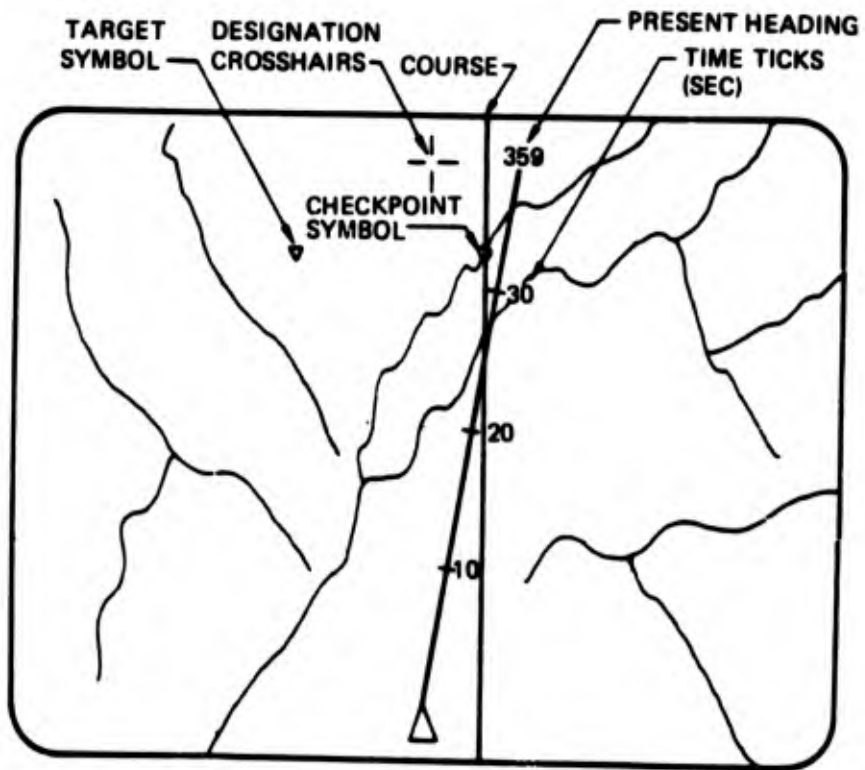 TARGET
SYMBOL
DESIGNATION
CROSSHAIRS
COURSE
PRESENT HEADING
TIME TICKS
(SEC)
359
CHECKPOINT
SYMBOL
30
20
10